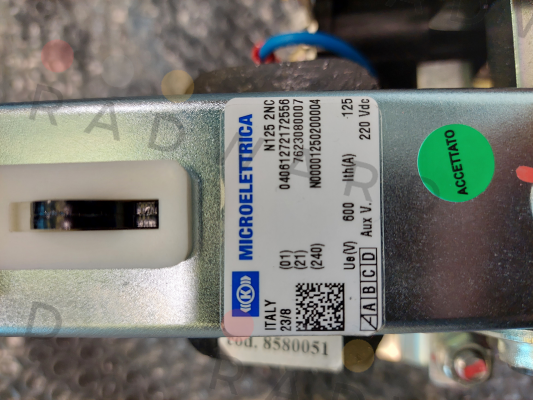 MICROELETTRICA
N125 2NC
ITALY
23/8
(01) 04061272172556
(21) 7623080007
(240) N00001250200004
Ue(V) 600 Ith(A) 125
A B C D Aux V. 220 Vdc
ACCETTATO
cod. 8580051